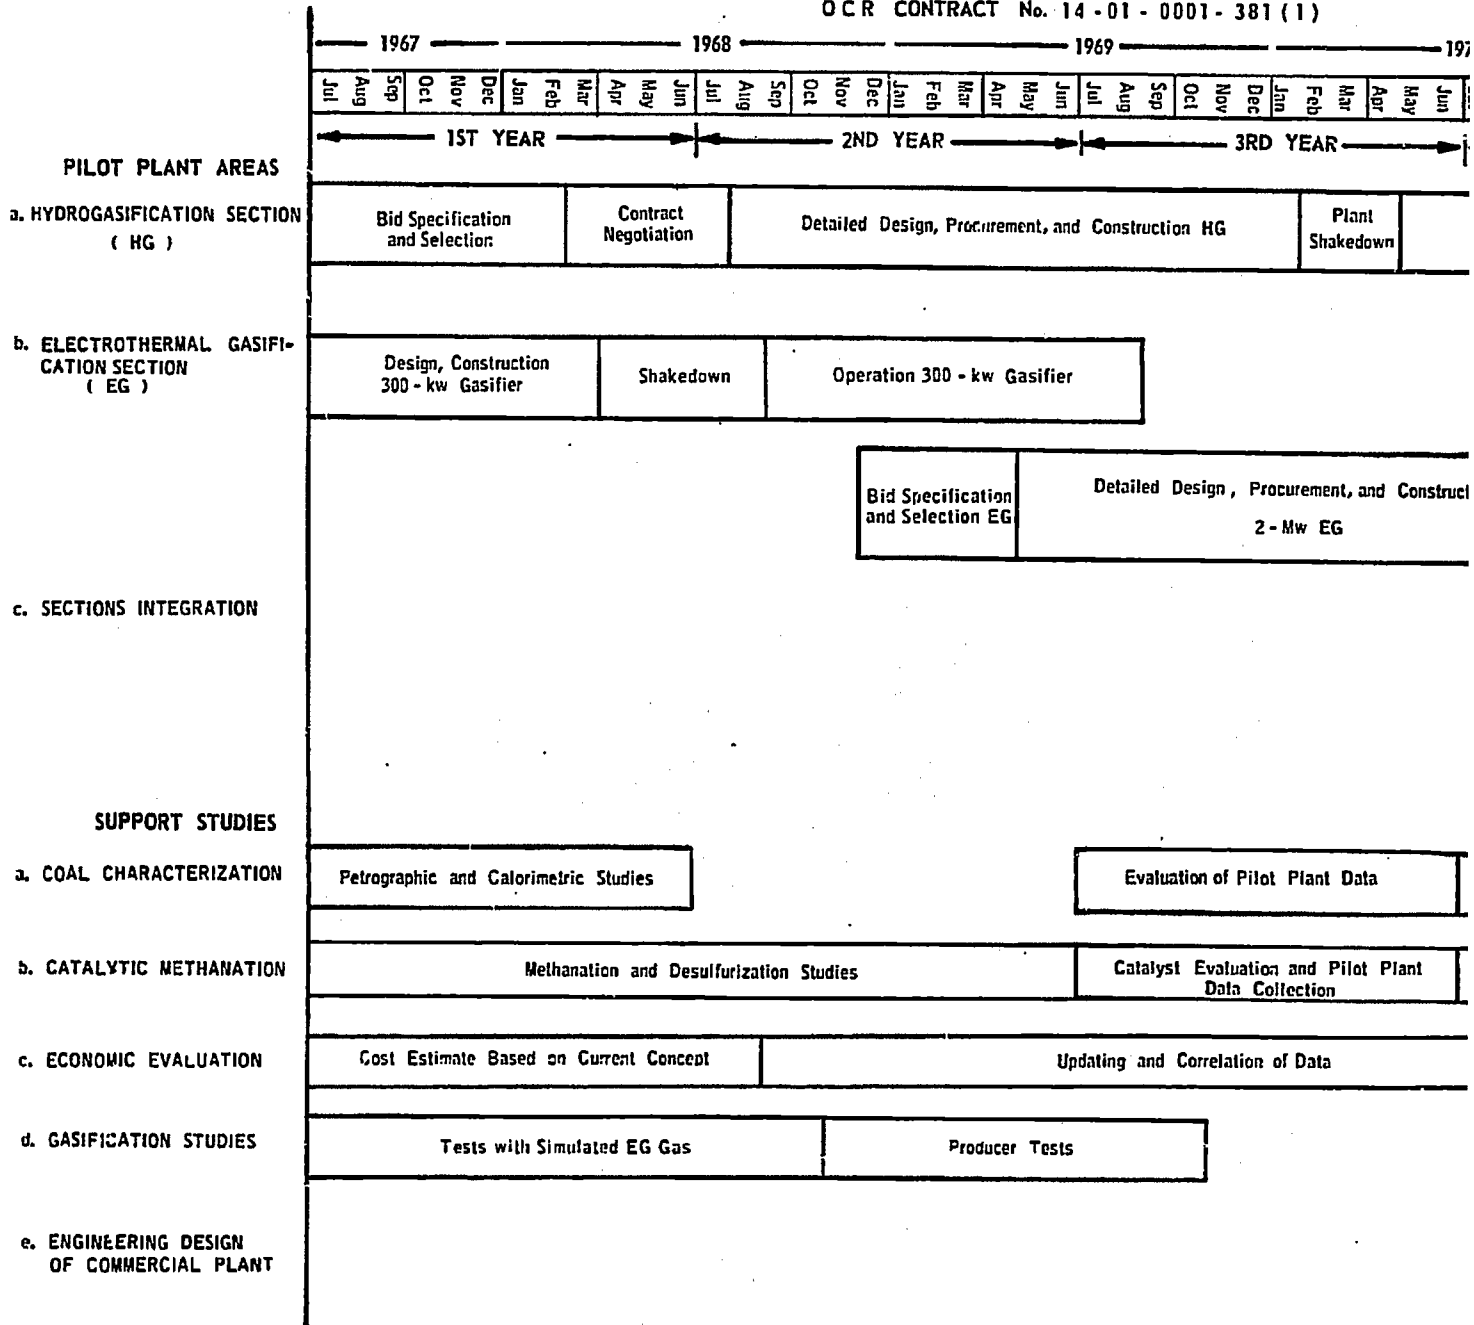 OCR CONTRACT No. 14-01-0001-381(1)
1967 1968 1969 197
Jul Aug Sep Oct Nov Dec Jan Feb Mar Apr May Jun Jul Aug Sep Oct Nov Dec Jan Feb Mar Apr May Jun Jul Aug Sep Oct Nov Dec Jan Feb Mar Apr May Jun
1ST YEAR 2ND YEAR 3RD YEAR
PILOT PLANT AREAS
a. HYDROGASIFICATION SECTION
( HG )
Bid Specification
and Selection
Contract
Negotiation
Detailed Design, Procurement, and Construction HG
Plant
Shakedown
b. ELECTROTHERMAL GASIFI-
CATION SECTION
( EG )
Design, Construction
300 - kw Gasifier
Shakedown
Operation 300 - kw Gasifier
Bid Specification
and Selection EG
Detailed Design, Procurement, and Construct
2 - Mw EG
c. SECTIONS INTEGRATION
SUPPORT STUDIES
a. COAL CHARACTERIZATION
Petrographic and Calorimetric Studies
Evaluation of Pilot Plant Data
b. CATALYTIC METHANATION
Methanation and Desulfurization Studies
Catalyst Evaluation and Pilot Plant
Data Collection
c. ECONOMIC EVALUATION
Cost Estimate Based on Current Concept
Updating and Correlation of Data
d. GASIFICATION STUDIES
Tests with Simulated EG Gas
Producer Tests
e. ENGINEERING DESIGN
OF COMMERCIAL PLANT